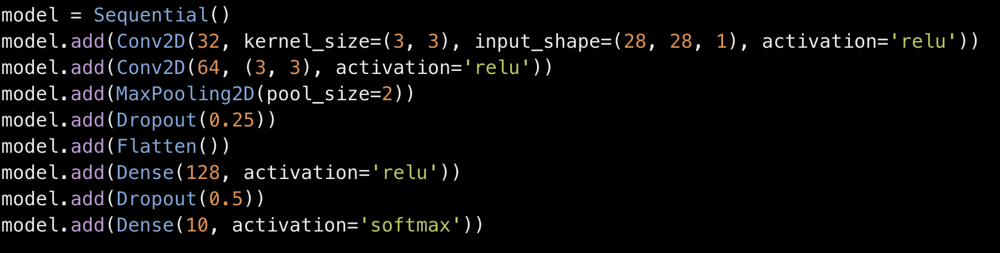 model = Sequential()
model.add(Conv2D(32, kernel_size=(3, 3), input_shape=(28, 28, 1), activation='relu'))
model.add(Conv2D(64, (3, 3), activation='relu'))
model.add(MaxPooling2D(pool_size=2))
model.add(Dropout(0.25))
model.add(Flatten())
model.add(Dense(128, activation='relu'))
model.add(Dropout(0.5))
model.add(Dense(10, activation='softmax'))